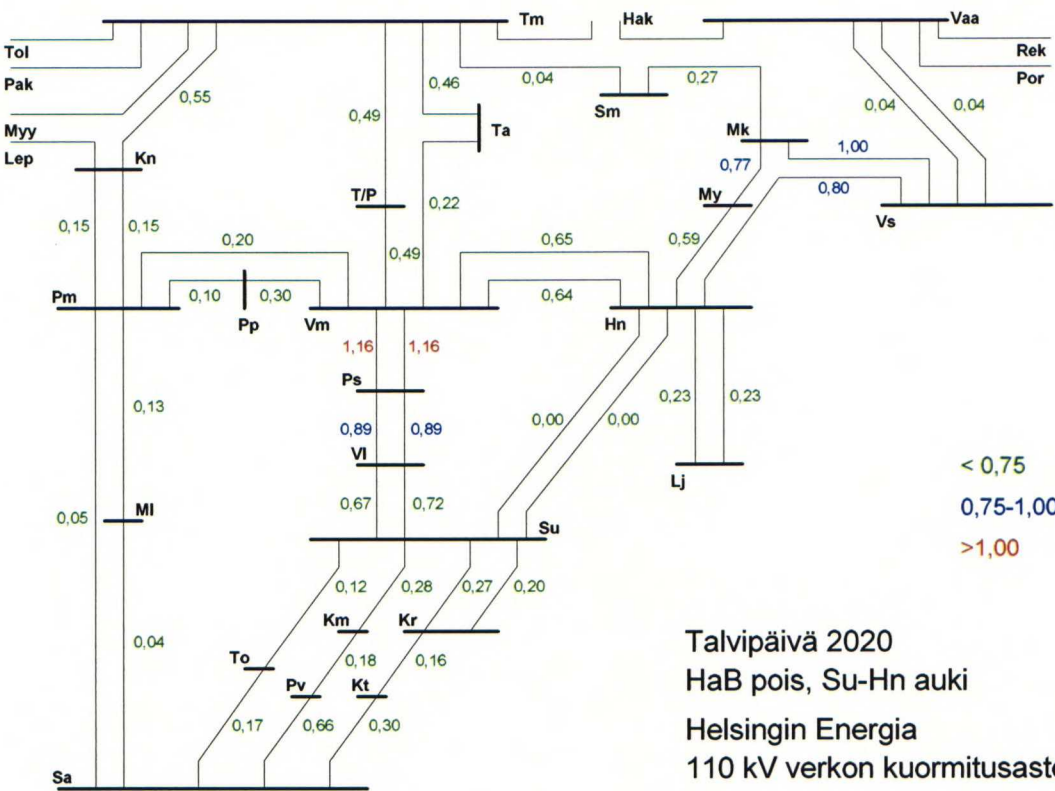 Tm
Hak
Vaa
Tol
Rek
Pak
0,55
0,46
0,04
0,27
0,04
0,04
Por
Sm
0,49
Myy
Ta
Mk
1,00
Lep
Kn
0,77
T/P
0,80
My
Vs
0,15
0,15
0,22
0,20
0,65
0,59
0,49
Pm
0,10
0,30
0,64
Pp
Vm
Hn
1,16
1,16
Ps
0,13
0,00
0,00
0,23
0,23
0,89
0,89
Vl
Lj
< 0,75
0,67
0,72
0,75-1,00
0,05
Ml
Su
>1,00
0,12
0,28
0,27
0,20
Km
Kr
0,04
To
0,18
0,16
Talvipäivä 2020
HaB pois, Su-Hn auki
Pv
Kt
0,17
0,66
0,30
Helsingin Energia
110 kV verkon kuormitusaste
Sa